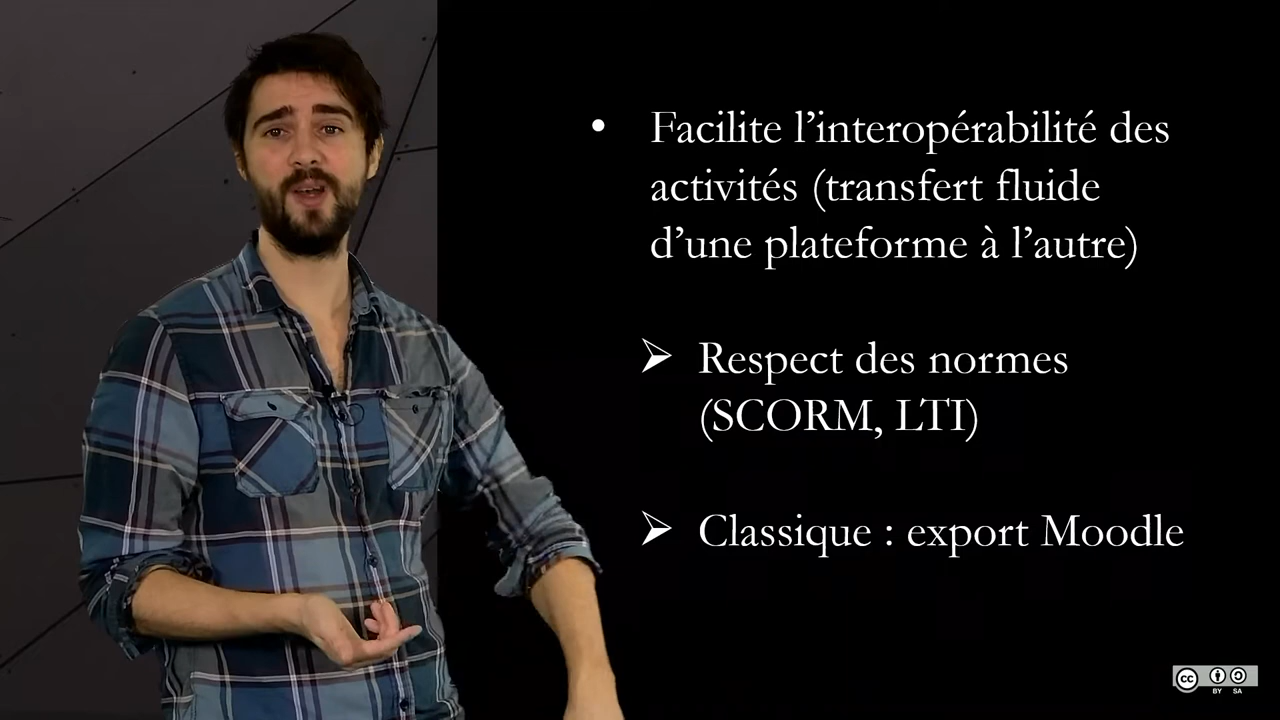 • Facilite l’interopérabilité des
activités (transfert fluide
d’une plateforme à l’autre)
➢ Respect des normes
(SCORM, LTI)
➢ Classique : export Moodle
cc
BY SA